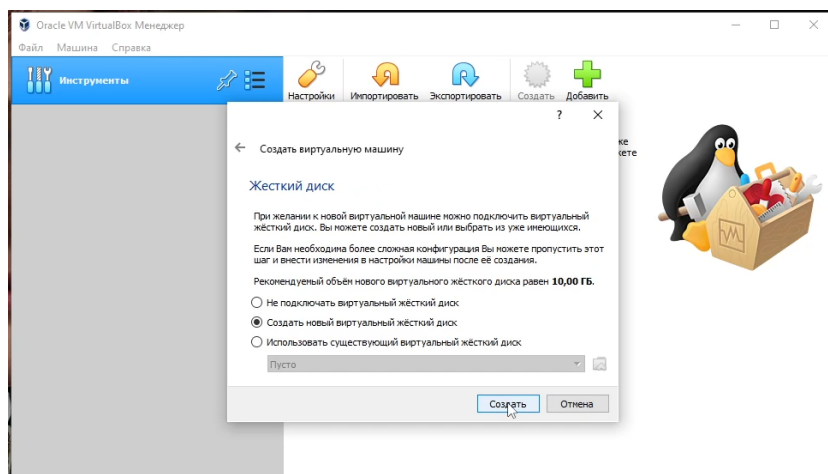 Oracle VM VirtualBox Менеджер
Файл Машина Справка
Инструменты
Настройки Импортировать Экспортировать Создать Добавить
?
Создать виртуальную машину
Жесткий диск
При желании к новой виртуальной машине можно подключить виртуальный
жёсткий диск. Вы можете создать новый или выбрать из уже имеющихся.
Если Вам необходима более сложная конфигурация Вы можете пропустить этот
шаг и внести изменения в настройки машины после её создания.
Рекомендуемый объём нового виртуального жёсткого диска равен 10,00 ГБ.
Не подключать виртуальный жёсткий диск
Создать новый виртуальный жёсткий диск
Использовать существующий виртуальный жёсткий диск
Пусто
Создать Отмена